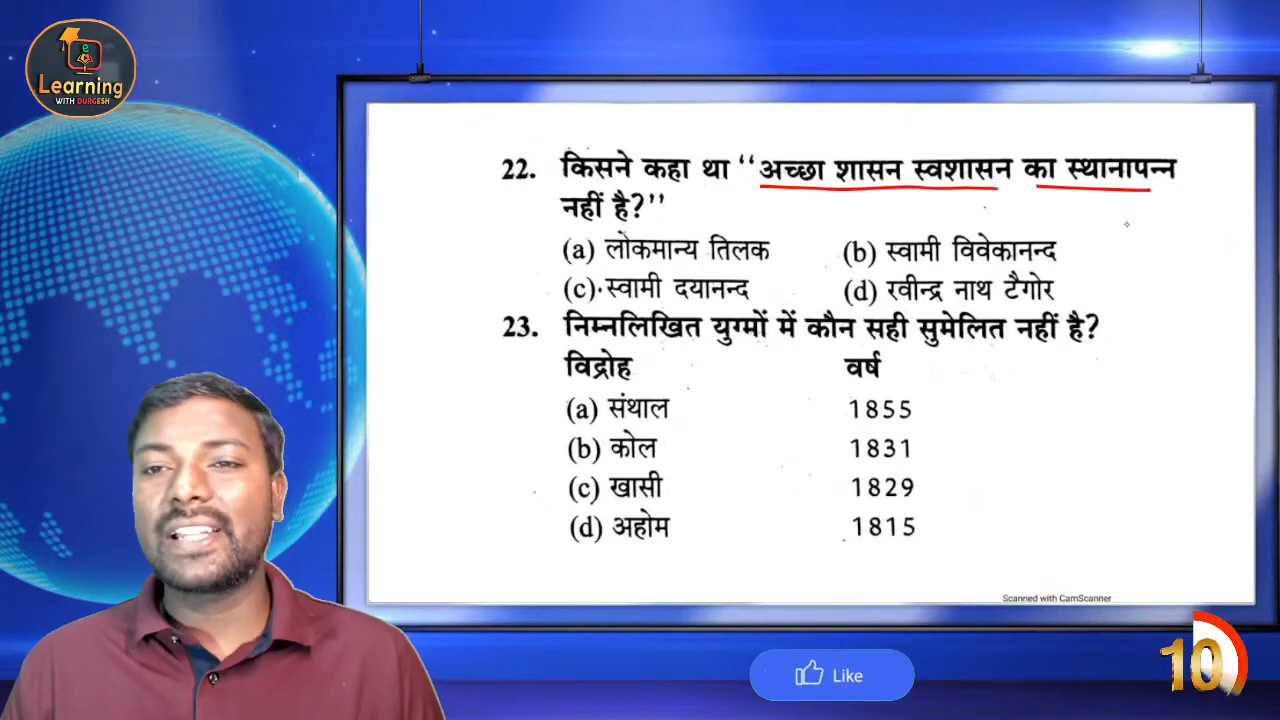 e
Learning
WITH DURGESH
22. किसने कहा था ‘‘अच्छा शासन स्वशासन का स्थानापन्न
नहीं है?’’
(a) लोकमान्य तिलक (b) स्वामी विवेकानन्द
(c) स्वामी दयानन्द (d) रवीन्द्र नाथ टैगोर
23. निम्नलिखित युग्मों में कौन सही सुमेलित नहीं है?
विद्रोह वर्ष
(a) संथाल 1855
(b) कोल 1831
(c) खासी 1829
(d) अहोम 1815
Scanned with CamScanner
10
Like